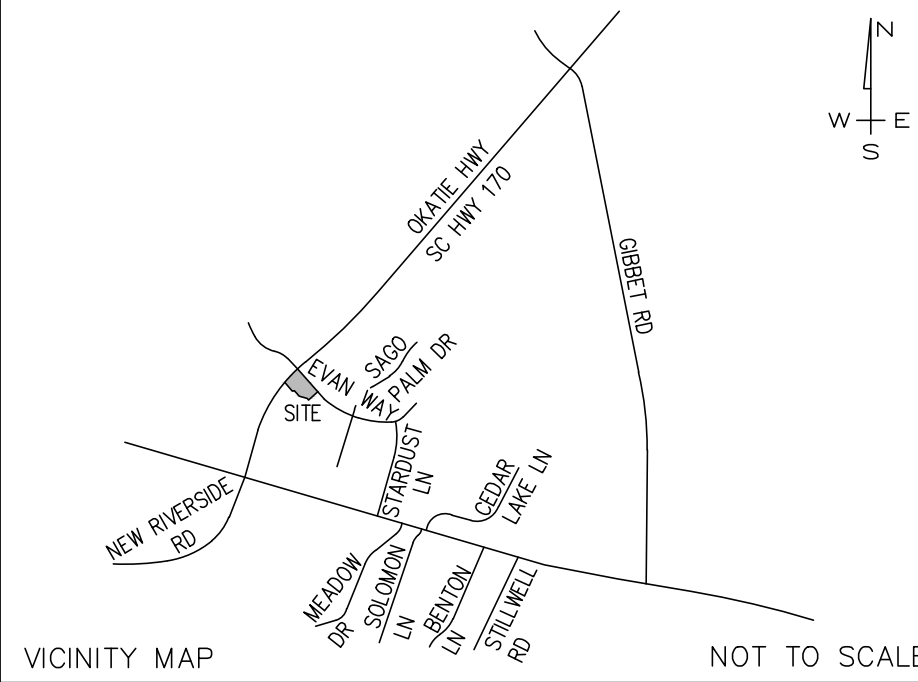 N
W E
S
OKATIE HWY
SC HWY 170
GIBBET RD
EVAN WAY
SAGO
PALM DR
SITE
STARDUST
LN
CEDAR
LAKE LN
NEW RIVERSIDE
RD
MEADOW
DR
SOLOMON
LN
BENTON
LN
STILLWELL
RD
VICINITY MAP
NOT TO SCALE